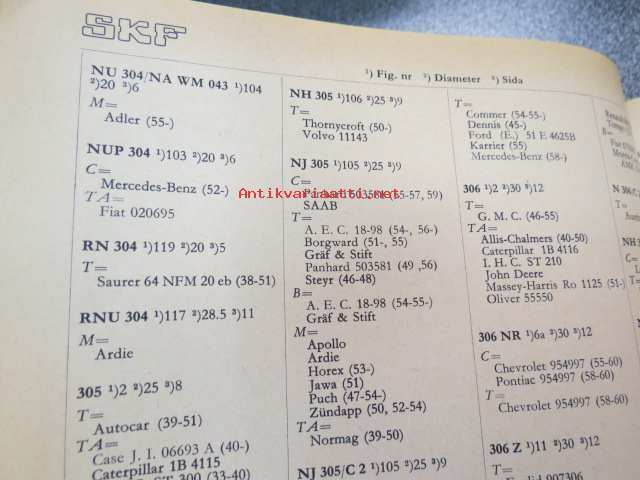 SKF
¹) Fig. nr ²) Diameter ³) Sida
NU 304/NA WM 043 ¹)104
²)20 ³)6
M=
Adler (55-)
NUP 304 ¹)103 ²)20 ³)6
C=
Mercedes-Benz (52-)
TA=
Fiat 020695
RN 304 ¹)119 ²)20 ³)5
T=
Saurer 64 NFM 20 eb (38-51)
RNU 304 ¹)117 ²)28.5 ³)11
M=
Ardie
305 ¹)2 ²)25 ³)8
T=
Autocar (39-51)
TA=
Case J. I. 06693 A (40-)
Caterpillar 1B 4115
ST 300 (33-40)
NH 305 ¹)106 ²)25 ³)9
T=
Thornycroft (50-)
Volvo 11143
NJ 305 ¹)105 ²)25 ³)9
C=
Panhard 503581 (55-57, 59)
Antikvariaatti.net
SAAB
T=
A. E. C. 18-98 (54-, 56-)
Borgward (51-, 55)
Gräf & Stift
Panhard 503581 (49 ,56)
Steyr (46-48)
B=
A. E. C. 18-98 (54-55-)
Gräf & Stift
M=
Apollo
Ardie
Horex (53-)
Jawa (51)
Puch (47-54-)
Zündapp (50, 52-54)
TA=
Normag (39-50)
NJ 305/C 2 ¹)105 ²)25 ³)9
T=
Commer (54-55-)
Dennis (45-)
Ford (E.) 51 E 4625B
Karrier (55)
Mercedes-Benz (58-)
306 ¹)2 ²)30 ³)12
T=
G. M. C. (46-55)
TA=
Allis-Chalmers (40-50)
Caterpillar 1B 4116
I. H. C. ST 210
John Deere
Massey-Harris Ro 1125 (51-)
Oliver 55550
306 NR ¹)6a ²)30 ³)12
C=
Chevrolet 954997 (55-60)
Pontiac 954997 (58-60)
T=
Chevrolet 954997 (58-60)
306 Z ¹)11 ²)30 ³)12
T=
907306
B=
T=
C=
T=